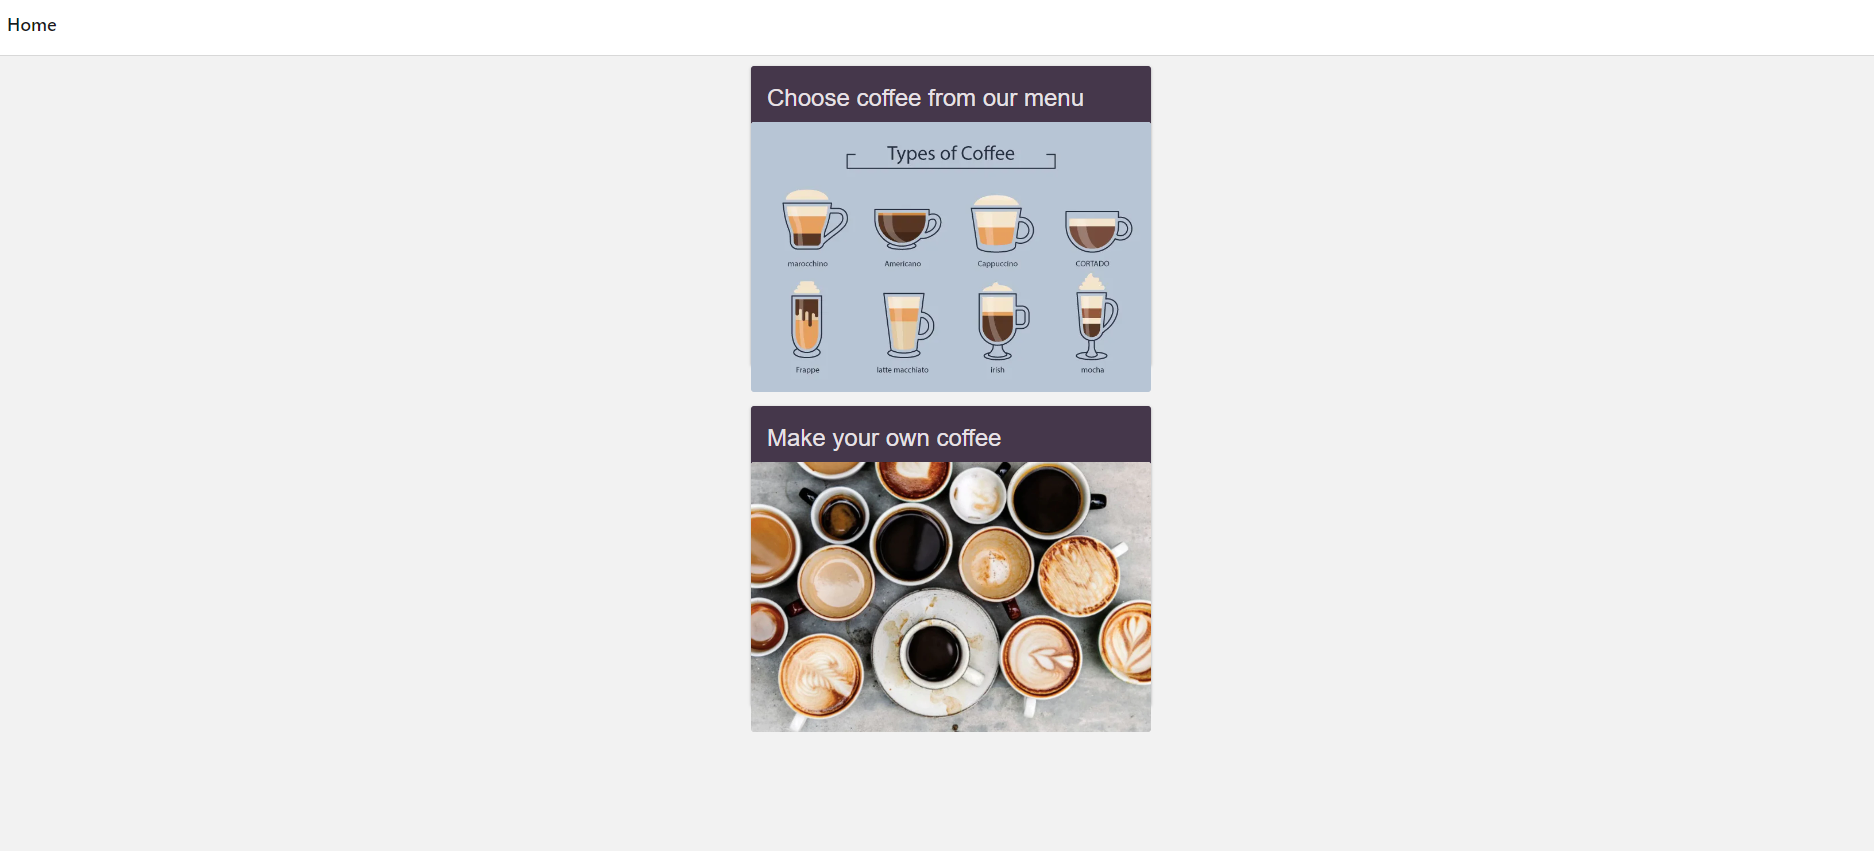 Home
Choose coffee from our menu
Types of Coffee
marocchino Americano Cappuccino CORTADO
Frappe latte macchiato irish mocha
Make your own coffee